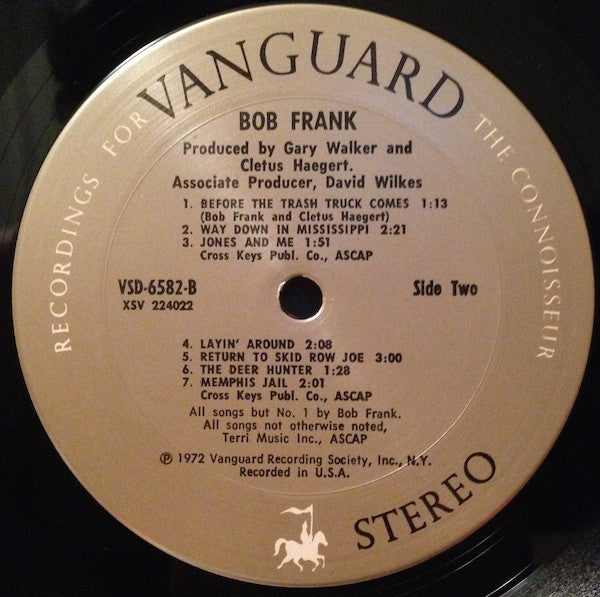 RECORDINGS FOR VANGUARD THE CONNOISSEUR
BOB FRANK
Produced by Gary Walker and
Cletus Haegert.
Associate Producer, David Wilkes
1. BEFORE THE TRASH TRUCK COMES 1:13
(Bob Frank and Cletus Haegert)
2. WAY DOWN IN MISSISSIPPI 2:21
3. JONES AND ME 1:51
Cross Keys Publ. Co., ASCAP
VSD-6582-B
XSV 224022
Side Two
4. LAYIN' AROUND 2:08
5. RETURN TO SKID ROW JOE 3:00
6. THE DEER HUNTER 1:28
7. MEMPHIS JAIL 2:01
Cross Keys Publ. Co., ASCAP
All songs but No. 1 by Bob Frank.
All songs not otherwise noted,
Terri Music Inc., ASCAP
℗ 1972 Vanguard Recording Society, Inc., N.Y.
Recorded in U.S.A.
STEREO